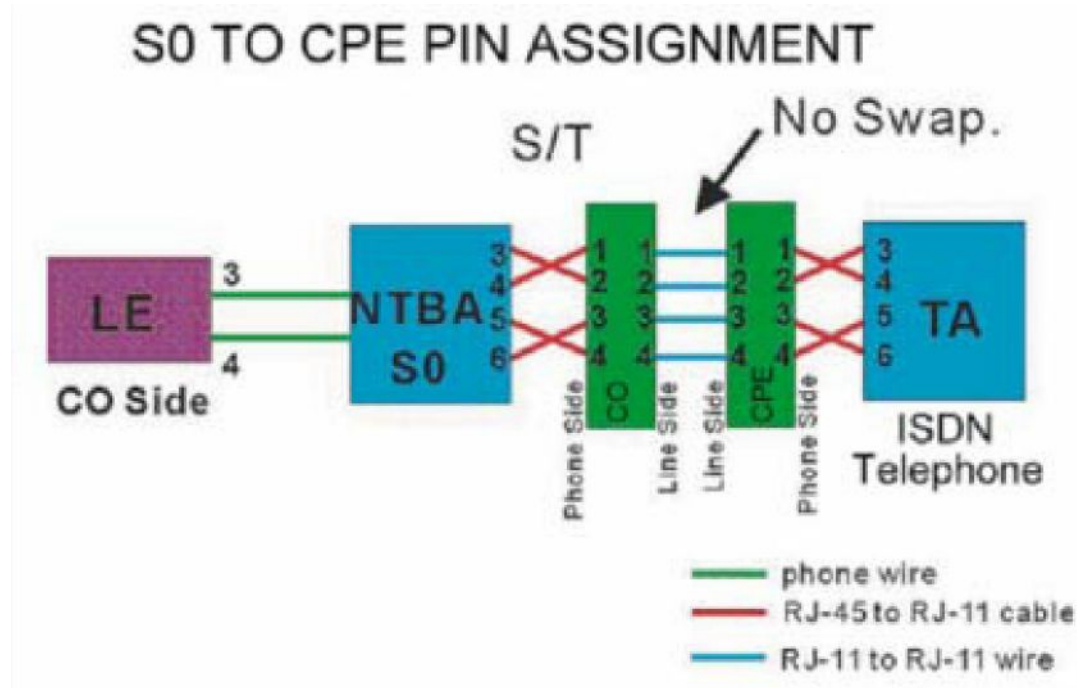 S0 TO CPE PIN ASSIGNMENT
No Swap.
S/T
3
4
LE
CO Side
NTBA
S0
3
4
5
6
1
2
3
4
CO
1
2
3
4
1
2
3
4
CPE
1
2
3
4
3
4
5
6
TA
Phone Side
Line Side
Line Side
Phone Side
ISDN
Telephone
phone wire
RJ-45 to RJ-11 cable
RJ-11 to RJ-11 wire